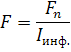 F = Fₙ / Iинф.